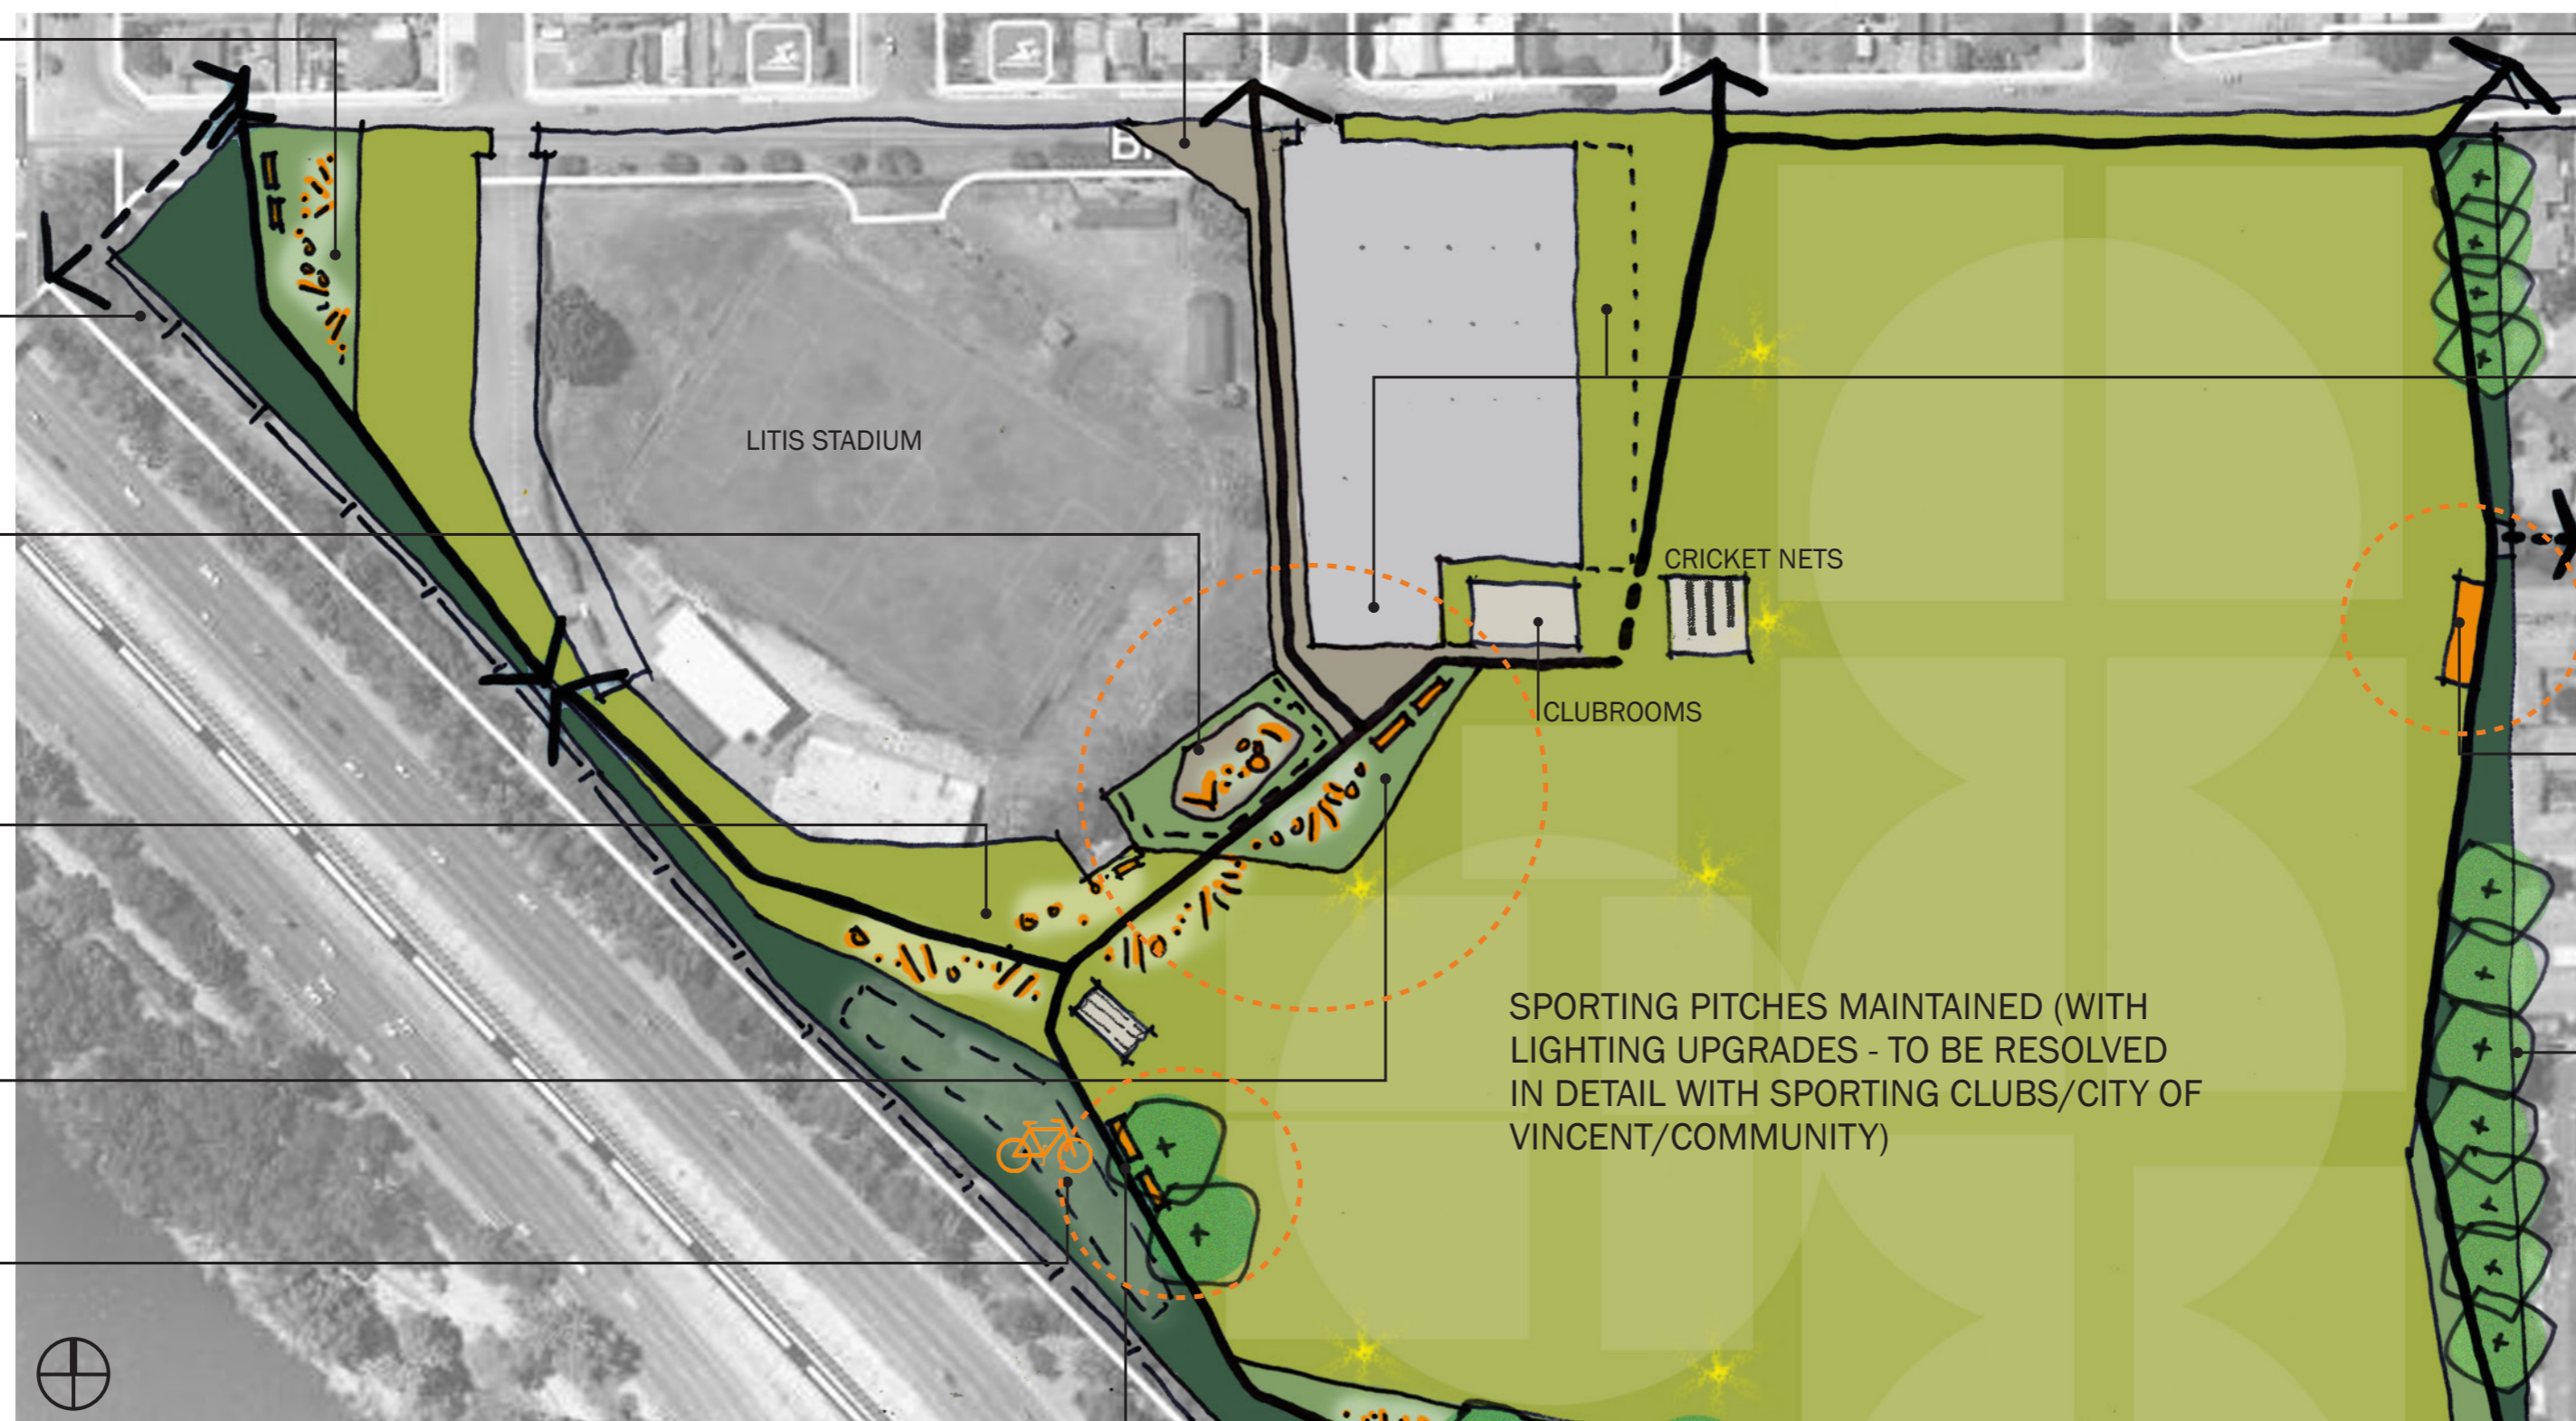 LITIS STADIUM
CRICKET NETS
CLUBROOMS
SPORTING PITCHES MAINTAINED (WITH
LIGHTING UPGRADES - TO BE RESOLVED
IN DETAIL WITH SPORTING CLUBS/CITY OF
VINCENT/COMMUNITY)